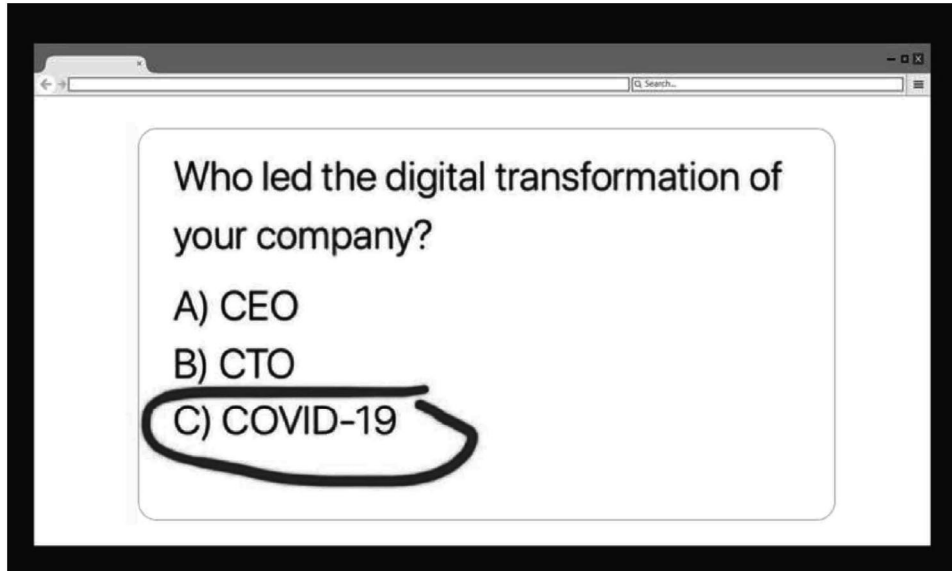 Search...
Who led the digital transformation of
your company?
A) CEO
B) CTO
C) COVID-19